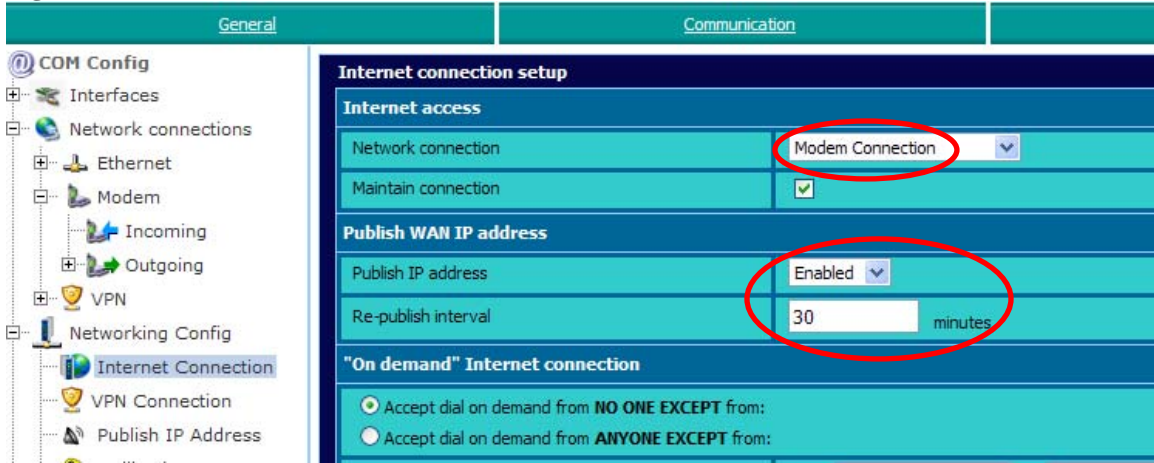 General
Communication
COM Config
Interfaces
Network connections
Ethernet
Modem
Incoming
Outgoing
VPN
Networking Config
Internet Connection
VPN Connection
Publish IP Address
Internet connection setup
Internet access
Network connection
Modem Connection
Maintain connection
Publish WAN IP address
Publish IP address
Enabled
Re-publish interval
30 minutes
"On demand" Internet connection
Accept dial on demand from NO ONE EXCEPT from:
Accept dial on demand from ANYONE EXCEPT from: